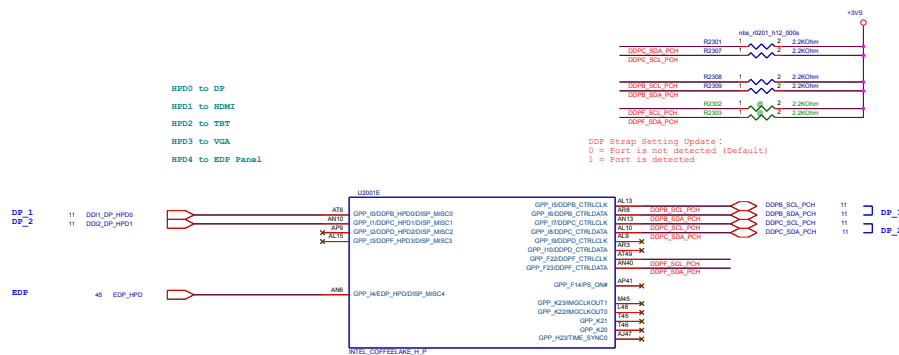 +3VS
nbs_r0201_h12_000s
R2301 1 2 2.2KOhm
DDPC_SDA_PCH R2307 1 2 2.2KOhm
DDPC_SCL_PCH
R2308 1 2 2.2KOhm
DDPB_SCL_PCH R2309 1 2 2.2KOhm
DDPB_SDA_PCH
R2302 1 @ 2 2.2KOhm
DDPF_SCL_PCH R2303 1 @ 2 2.2KOhm
DDPF_SDA_PCH
HPD0 to DP
HPD1 to HDMI
HPD2 to TBT
HPD3 to VGA
HPD4 to EDP Panel
DDP Strap Setting Update:
0 = Port is not detected (Default)
1 = Port is detected
U2001E
DP_1 11 DDI1_DP_HPD0 AT6 GPP_I0/DDPB_HPD0/DISP_MISC0
DP_2 11 DDI2_DP_HPD1 AN10 GPP_I1/DDPC_HPD1/DISP_MISC1
AP9 GPP_I2/DDPD_HPD2/DISP_MISC2
AL15 GPP_I3/DDPF_HPD3/DISP_MISC3
EDP 45 EDP_HPD AN6 GPP_I4/EDP_HPD/DISP_MISC4
GPP_I5/DDPB_CTRLCLK AL13 DDPB_SCL_PCH DDPB_SCL_PCH 11
GPP_I6/DDPB_CTRLDATA AR8 DDPB_SDA_PCH DDPB_SDA_PCH 11 DP_1
GPP_I7/DDPC_CTRLCLK AN13 DDPC_SCL_PCH DDPC_SCL_PCH 11
GPP_I8/DDPC_CTRLDATA AL10 DDPC_SDA_PCH DDPC_SDA_PCH 11 DP_2
GPP_I9/DDPD_CTRLCLK AL9
GPP_I10/DDPD_CTRLDATA AR3
GPP_F22/DDPF_CTRLCLK AT49
GPP_F23/DDPF_CTRLDATA AN40 DDPF_SCL_PCH
DDPF_SDA_PCH
GPP_F14/PS_ON# AP41
GPP_K23/IMGCLKOUT1 M45
GPP_K22/IMGCLKOUT0 L48
GPP_K21 T45
GPP_K20 T46
GPP_H23/TIME_SYNC0 AJ47
INTEL_COFFEELAKE_H_P